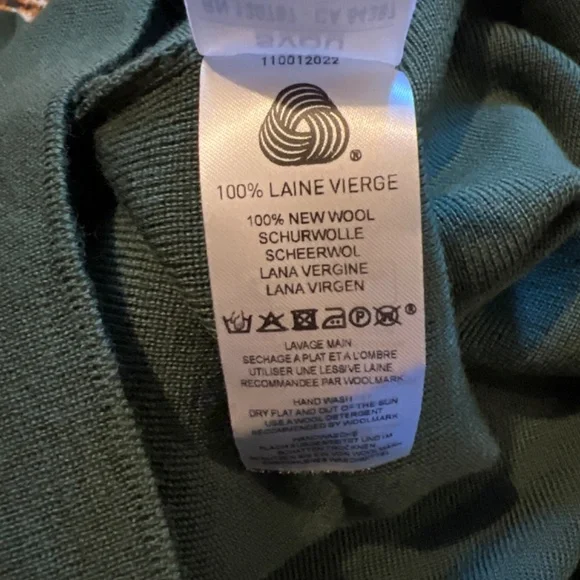 110012022
®
100% LAINE VIERGE
100% NEW WOOL
SCHURWOLLE
SCHEERWOL
LANA VERGINE
LANA VIRGEN
P ®
LAVAGE MAIN
SECHAGE A PLAT ET A L'OMBRE
UTILISER UNE LESSIVE LAINE
RECOMMANDEE PAR WOOLMARK
HAND WASH
DRY FLAT AND OUT OF THE SUN
USE A WOOL DETERGENT
RECOMMENDED BY WOOLMARK
HANDWASCHE